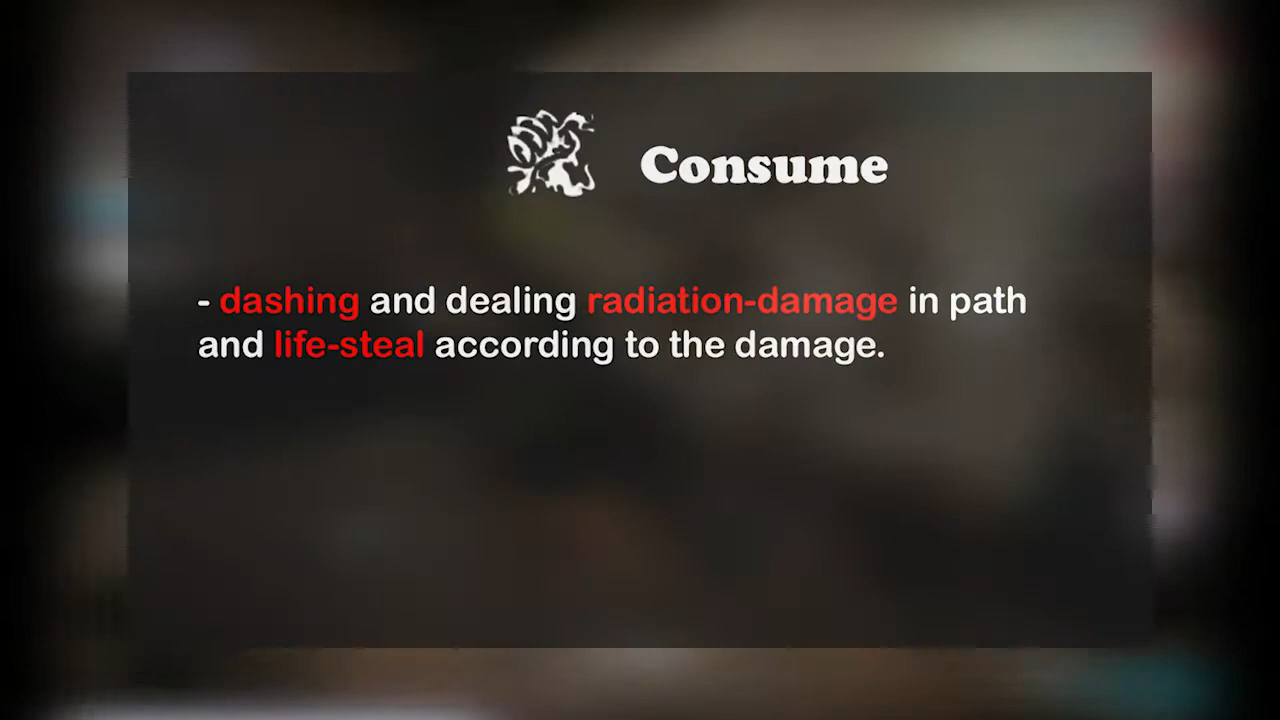 Consume
- dashing and dealing radiation-damage in path
and life-steal according to the damage.